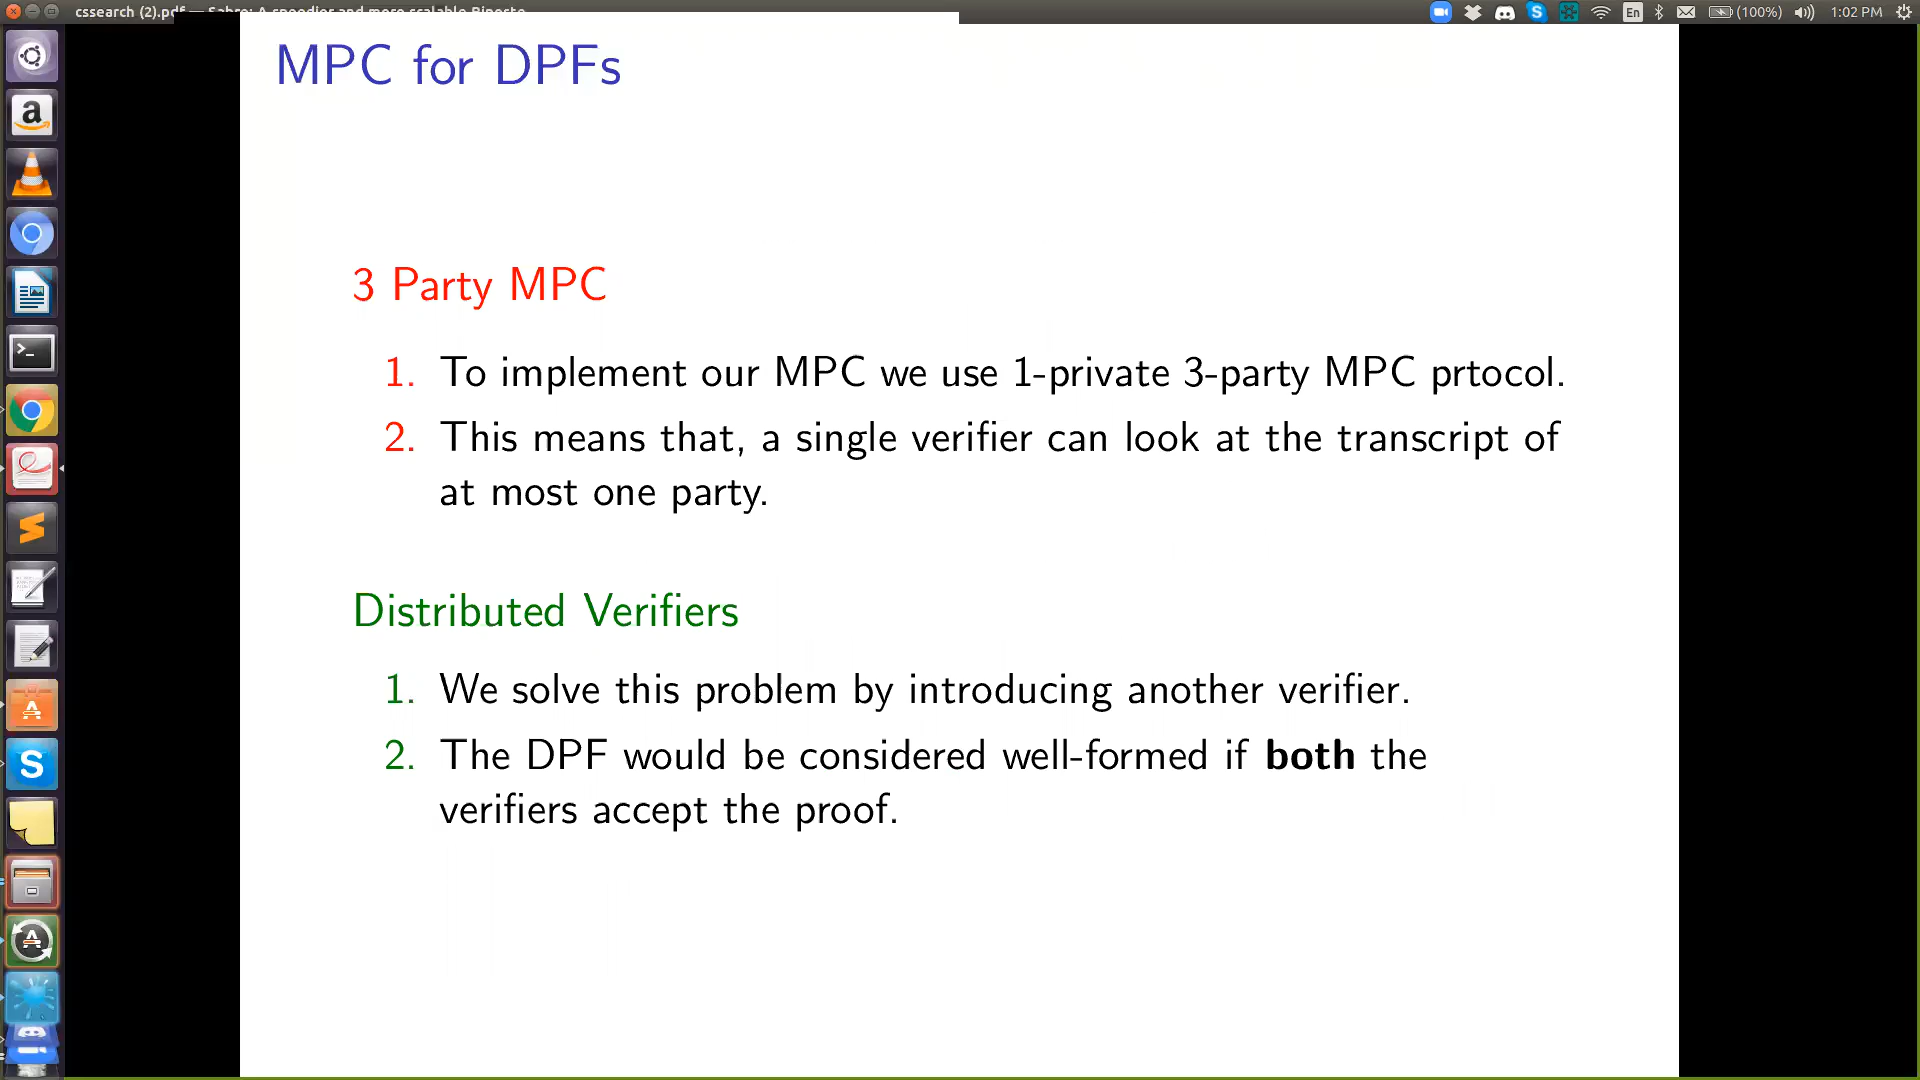 cssearch (2).pdf — Sabre: A speedier and more scalable Riposte
En (100%) 1:02 PM
MPC for DPFs
3 Party MPC
1. To implement our MPC we use 1-private 3-party MPC prtocol.
2. This means that, a single verifier can look at the transcript of
at most one party.
Distributed Verifiers
1. We solve this problem by introducing another verifier.
2. The DPF would be considered well-formed if both the
verifiers accept the proof.